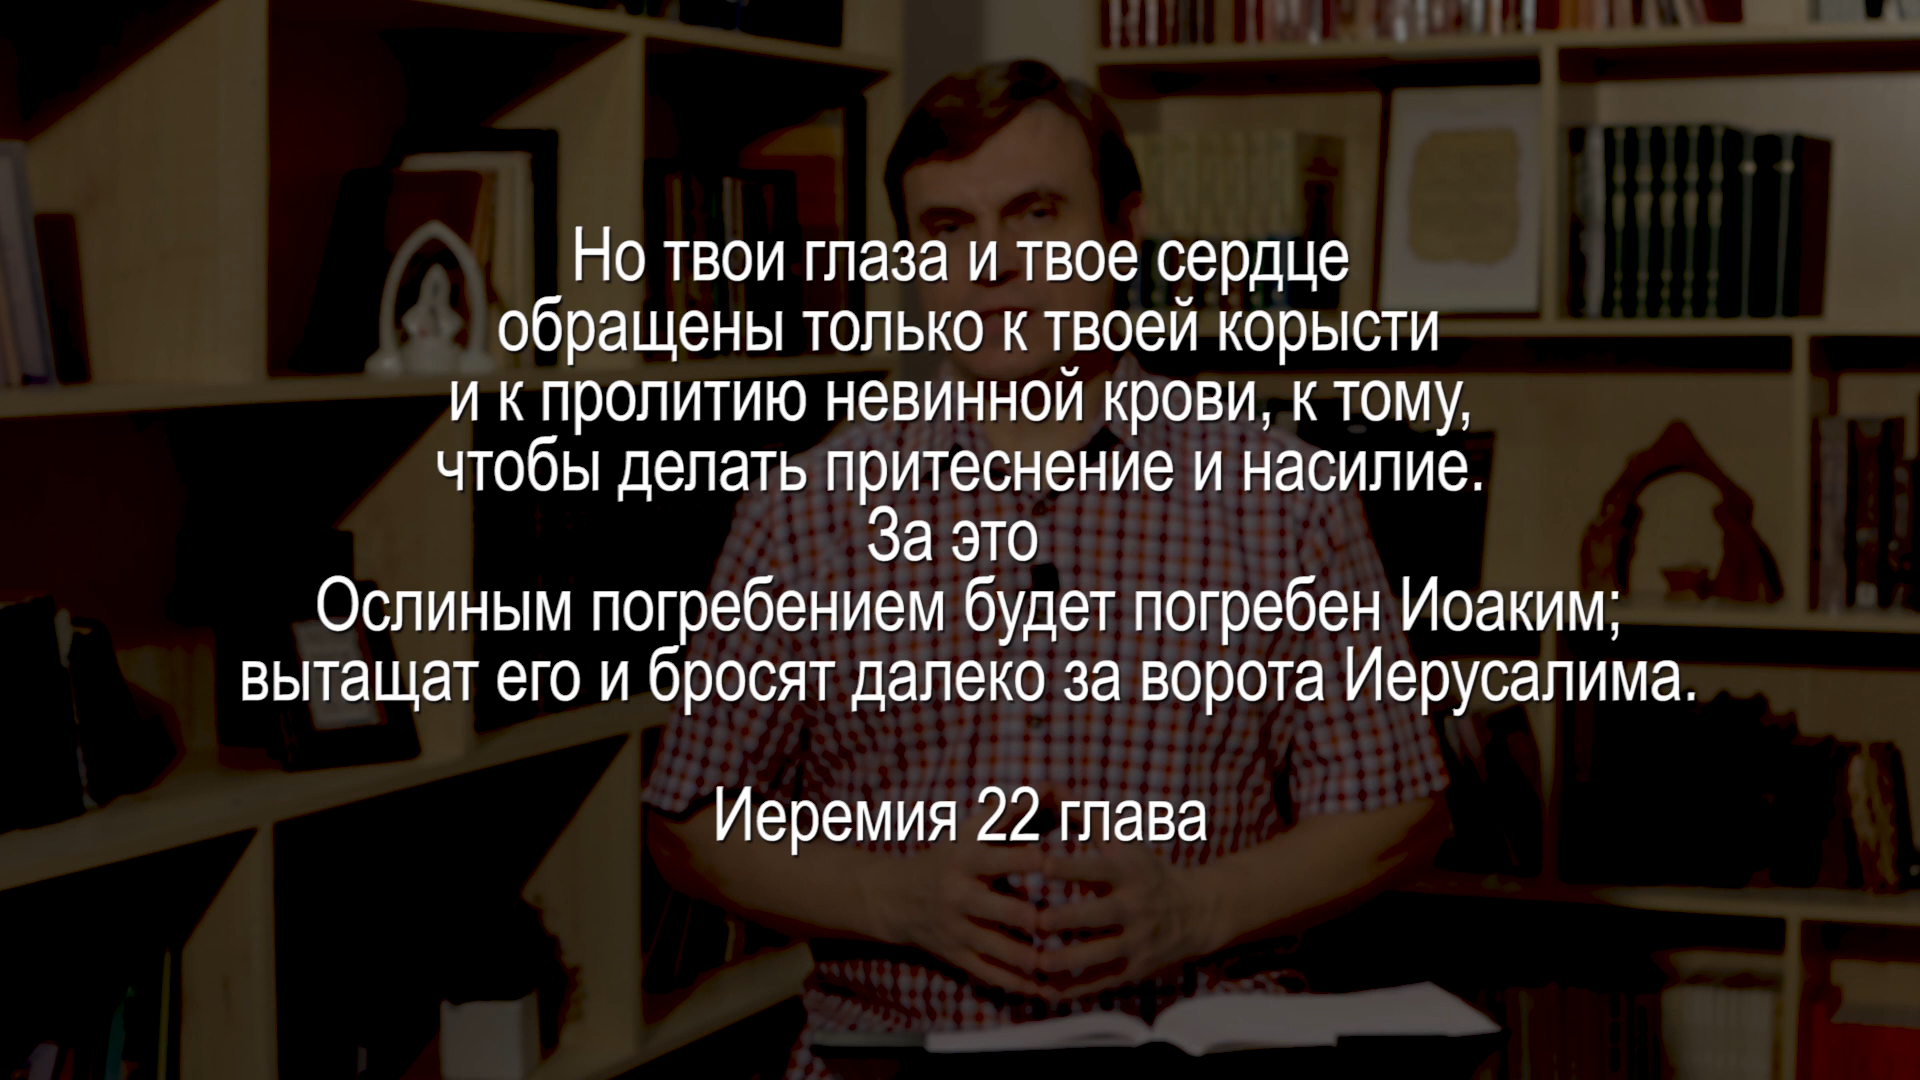 Но твои глаза и твое сердце
обращены только к твоей корысти
и к пролитию невинной крови, к тому,
чтобы делать притеснение и насилие.
За это
Ослиным погребением будет погребен Иоаким;
вытащат его и бросят далеко за ворота Иерусалима.
Иеремия 22 глава